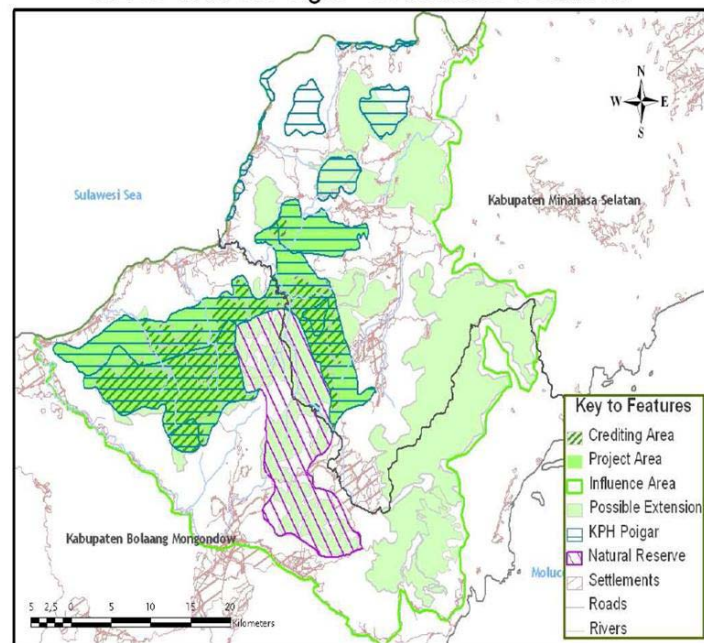 N
W E
S
Sulawesi Sea
Kabupaten Minahasa Selatan
Kabupaten Bolaang Mongondow
Key to Features
Crediting Area
Project Area
Influence Area
Possible Extension
KPH Poigar
Natural Reserve
Settlements
Roads
Rivers
5 2,5 0 5 10 15 20
Kilometers